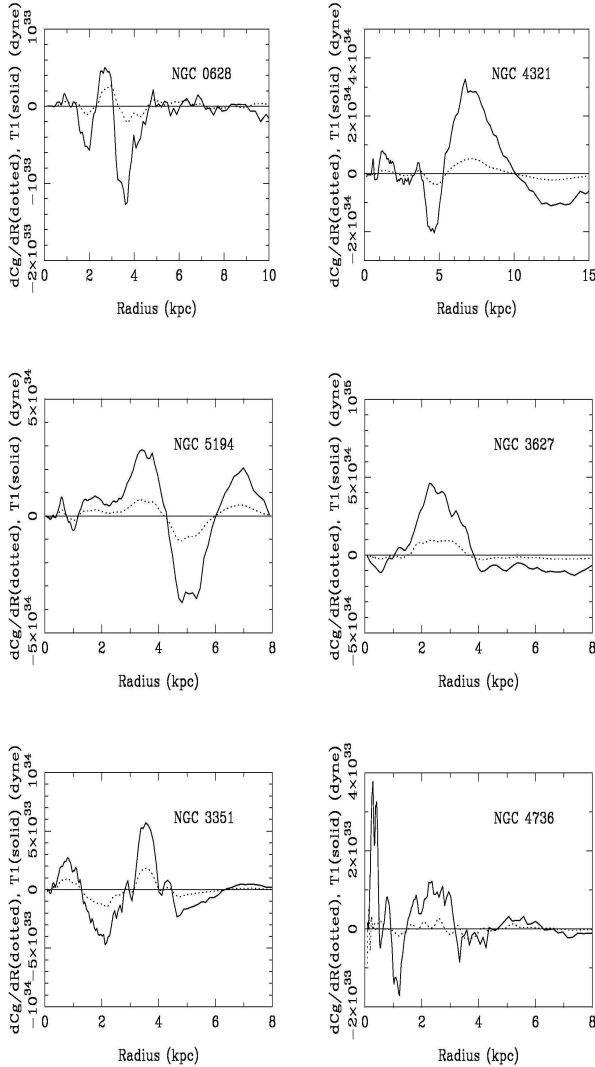 dCg/dR(dotted), T1(solid) (dyne)
10³³
0
−10³³
−2×10³³
NGC 0628
0 2 4 6 8 10
Radius (kpc)
dCg/dR(dotted), T1(solid) (dyne)
4×10³⁴
2×10³⁴
0
−2×10³⁴
NGC 4321
0 5 10 15
Radius (kpc)
dCg/dR(dotted), T1(solid) (dyne)
5×10³⁴
0
−5×10³⁴
NGC 5194
0 2 4 6 8
Radius (kpc)
dCg/dR(dotted), T1(solid) (dyne)
10³⁵
5×10³⁴
0
−5×10³⁴
NGC 3627
0 2 4 6 8
Radius (kpc)
dCg/dR(dotted), T1(solid) (dyne)
10³⁴
5×10³³
0
−5×10³³
−10³⁴
NGC 3351
0 2 4 6 8
Radius (kpc)
dCg/dR(dotted), T1(solid) (dyne)
4×10³³
2×10³³
0
−2×10³³
NGC 4736
0 2 4 6 8
Radius (kpc)